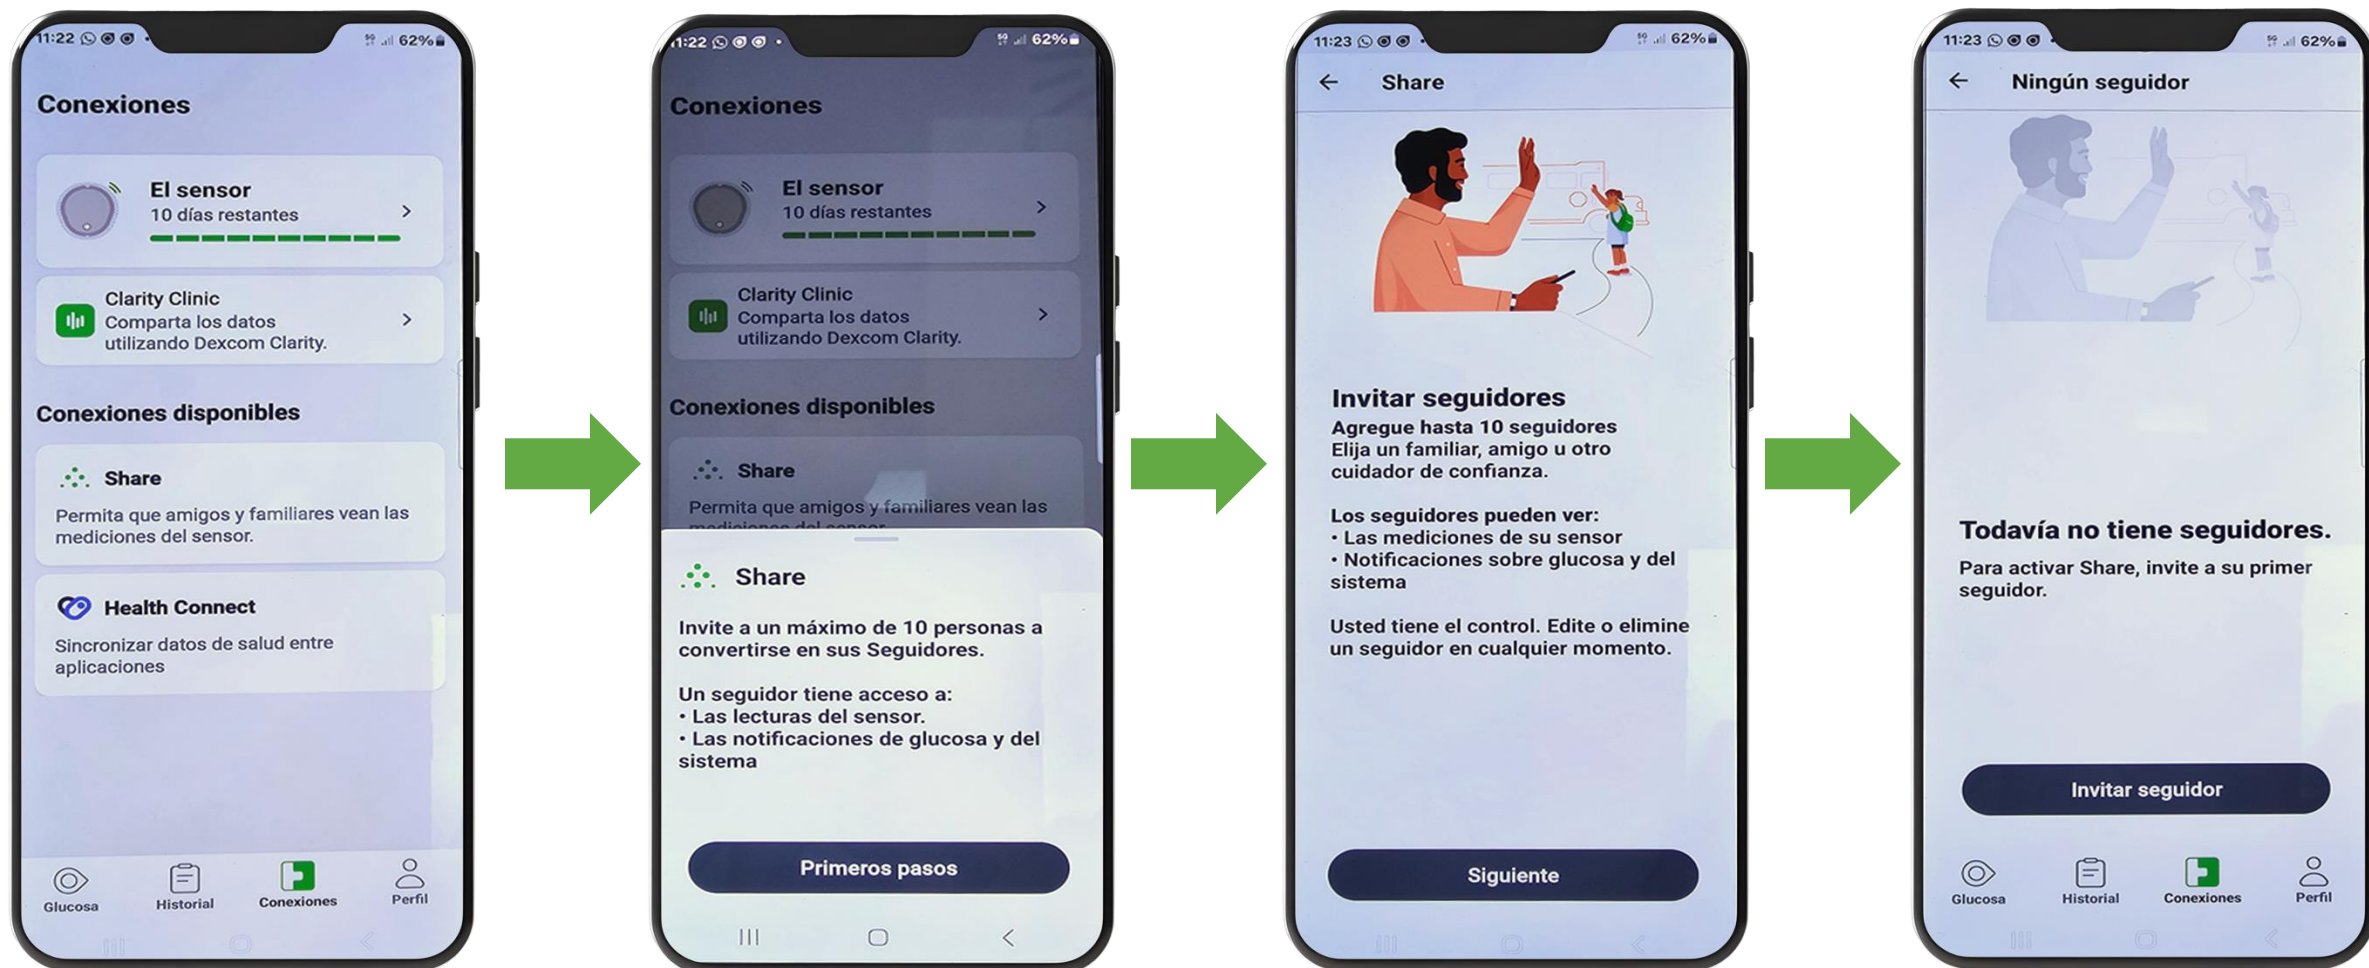 11:22
62%
Conexiones
El sensor
10 días restantes
Clarity Clinic
Comparta los datos
utilizando Dexcom Clarity.
Conexiones disponibles
Share
Permita que amigos y familiares vean las
mediciones del sensor.
Health Connect
Sincronizar datos de salud entre
aplicaciones
Glucosa
Historial
Conexiones
Perfil
11:22
5G
62%
Conexiones
El sensor
10 días restantes
Clarity Clinic
Comparta los datos
utilizando Dexcom Clarity.
Conexiones disponibles
Share
Permita que amigos y familiares vean las
mediciones del sensor
Share
Invite a un máximo de 10 personas a
convertirse en sus Seguidores.
Un seguidor tiene acceso a:
• Las lecturas del sensor.
• Las notificaciones de glucosa y del
sistema
Primeros pasos
11:23
5G
62%
Share
Invitar seguidores
Agregue hasta 10 seguidores
Elija un familiar, amigo u otro
cuidador de confianza.
Los seguidores pueden ver:
• Las mediciones de su sensor
• Notificaciones sobre glucosa y del
sistema
Usted tiene el control. Edite o elimine
un seguidor en cualquier momento.
Siguiente
11:23
5G
62%
Ningún seguidor
Todavía no tiene seguidores.
Para activar Share, invite a su primer
seguidor.
Invitar seguidor
Glucosa
Historial
Conexiones
Perfil